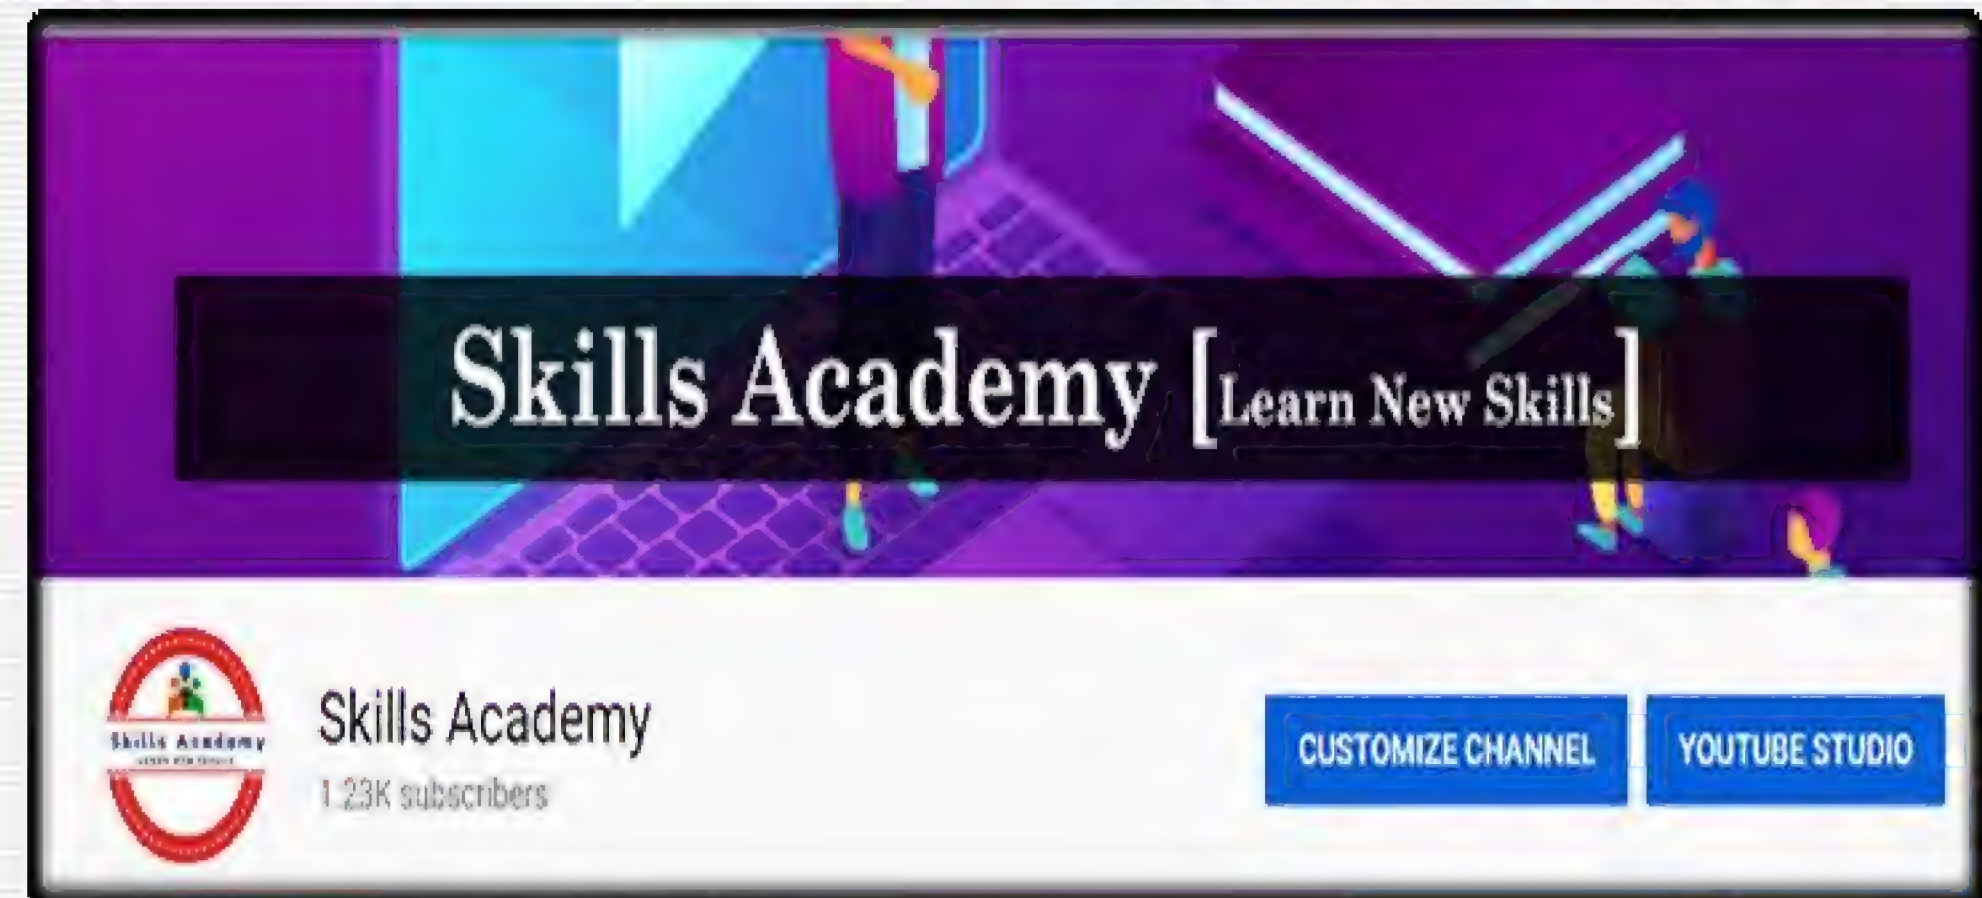 Skills Academy [Learn New Skills]
Skills Academy
Skills Academy
1.23K subscribers
CUSTOMIZE CHANNEL
YOUTUBE STUDIO